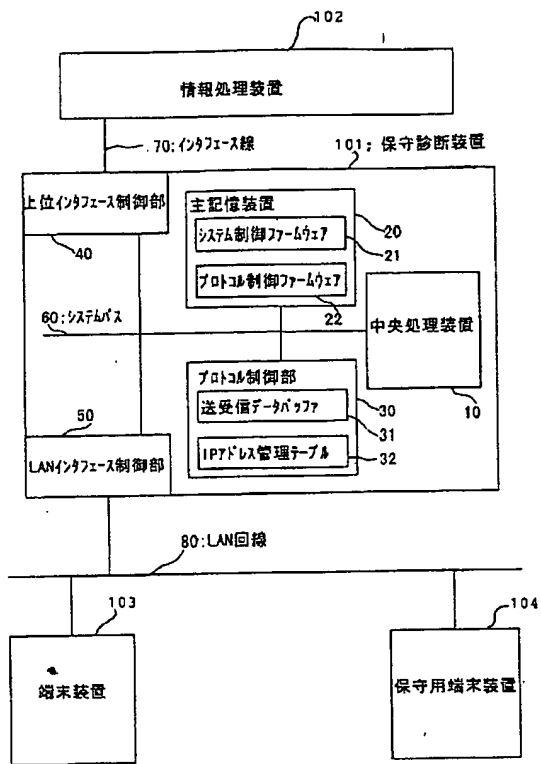 102
情報処理装置
70:インタフェース線
101; 保守診断装置
上位インタフェース制御部
40
主記憶装置
20
システム制御ファームウェア
21
プロトコル制御ファームウェア
22
60:システムバス
中央処理装置
10
プロトコル制御部
30
送受信データバッファ
31
IPアドレス管理テーブル
32
50
LANインタフェース制御部
80:LAN回線
103
端末装置
104
保守用端末装置